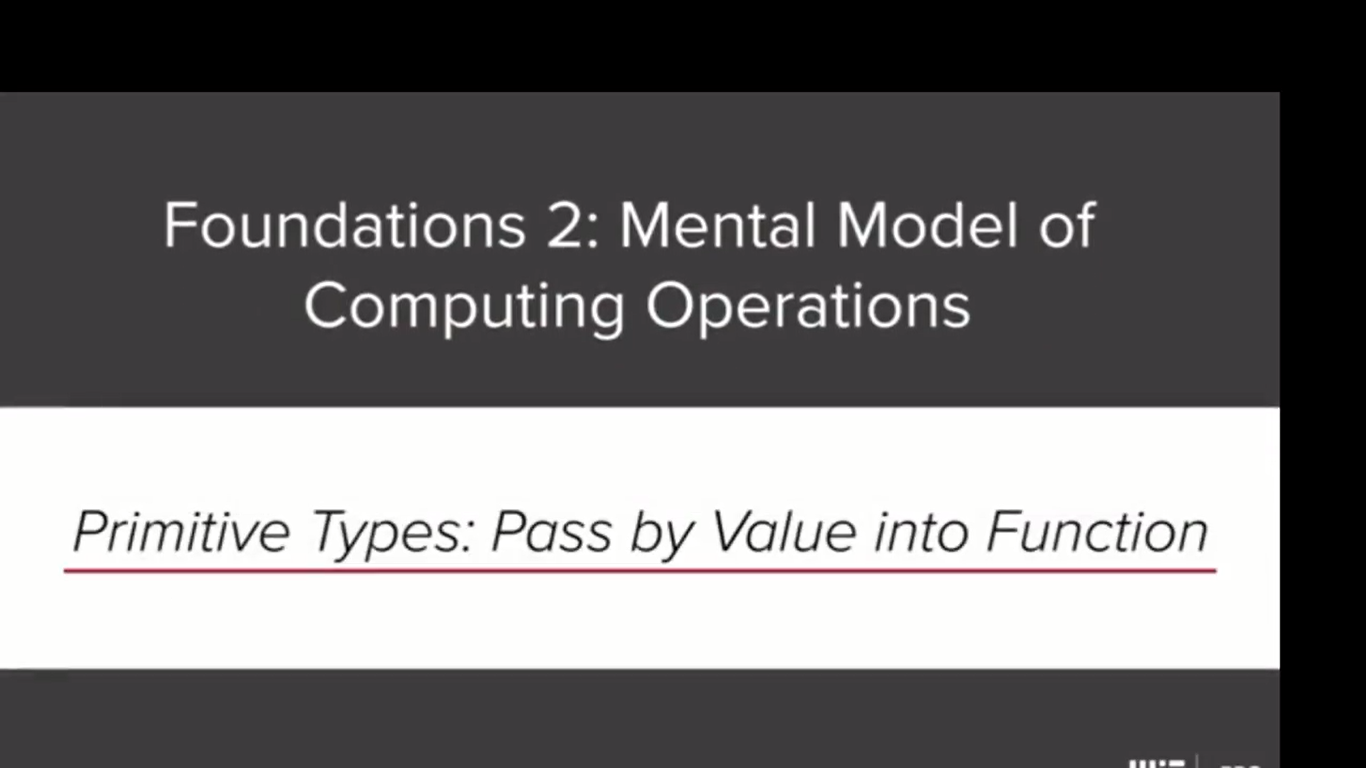 Foundations 2: Mental Model of
Computing Operations
Primitive Types: Pass by Value into Function